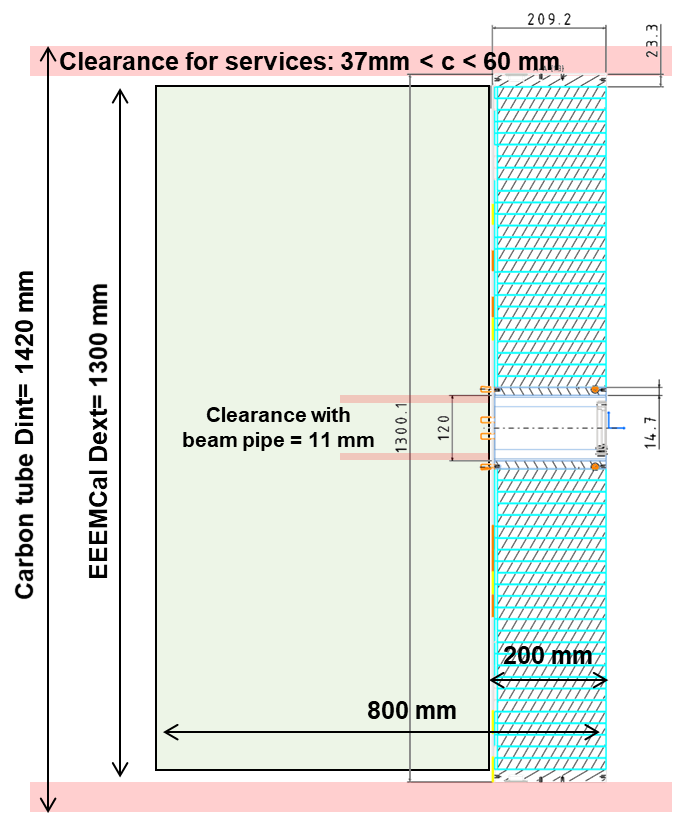 209.2
23.3
Clearance for services: 37mm < c < 60 mm
Carbon tube Dint= 1420 mm
EEEMCal Dext= 1300 mm
Clearance with
beam pipe = 11 mm
1300.1
120
14.7
200 mm
800 mm